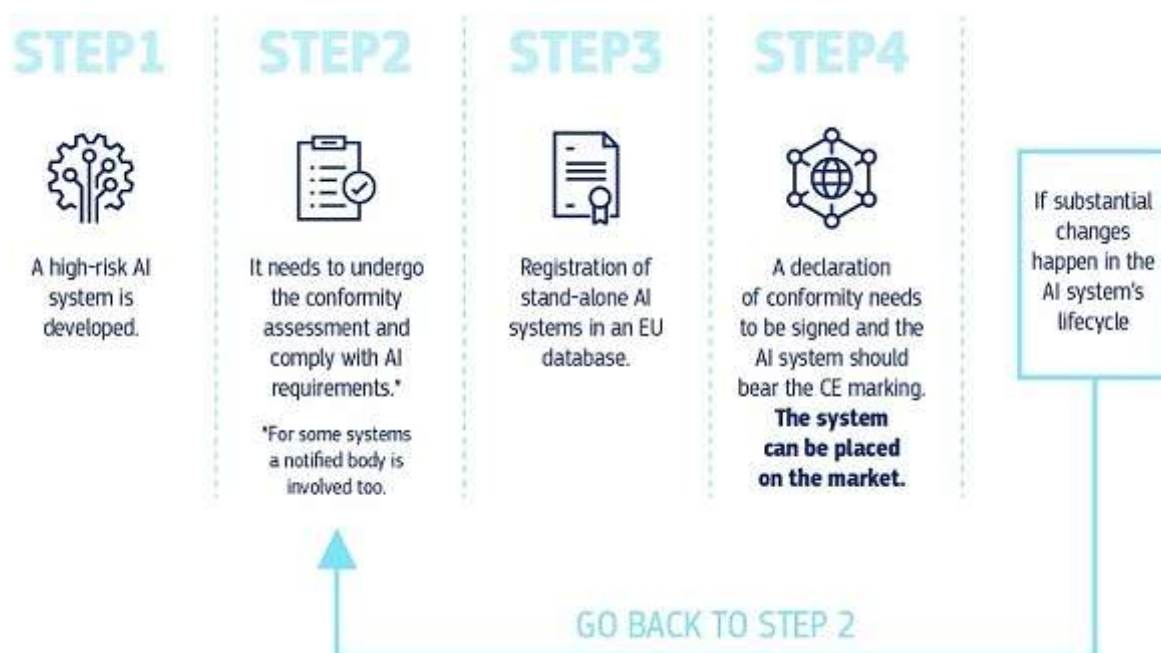 STEP1
A high-risk AI
system is
developed.
STEP2
It needs to undergo
the conformity
assessment and
comply with AI
requirements.*
*For some systems
a notified body is
involved too.
STEP3
Registration of
stand-alone AI
systems in an EU
database.
STEP4
A declaration
of conformity needs
to be signed and the
AI system should
bear the CE marking.
The system
can be placed
on the market.
If substantial
changes
happen in the
AI system's
lifecycle
GO BACK TO STEP 2